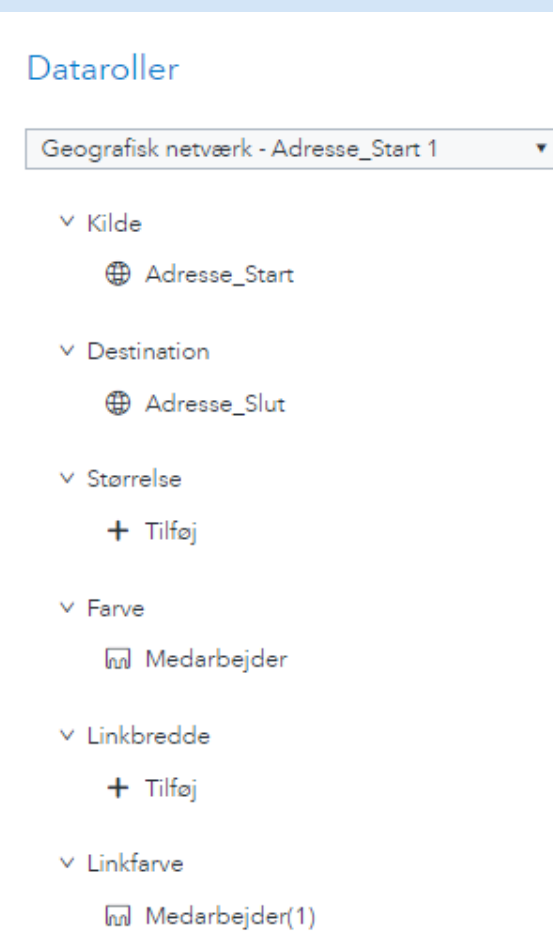 Dataroller
Geografisk netværk - Adresse_Start 1
Kilde
Adresse_Start
Destination
Adresse_Slut
Størrelse
Tilføj
Farve
Medarbejder
Linkbredde
Tilføj
Linkfarve
Medarbejder(1)